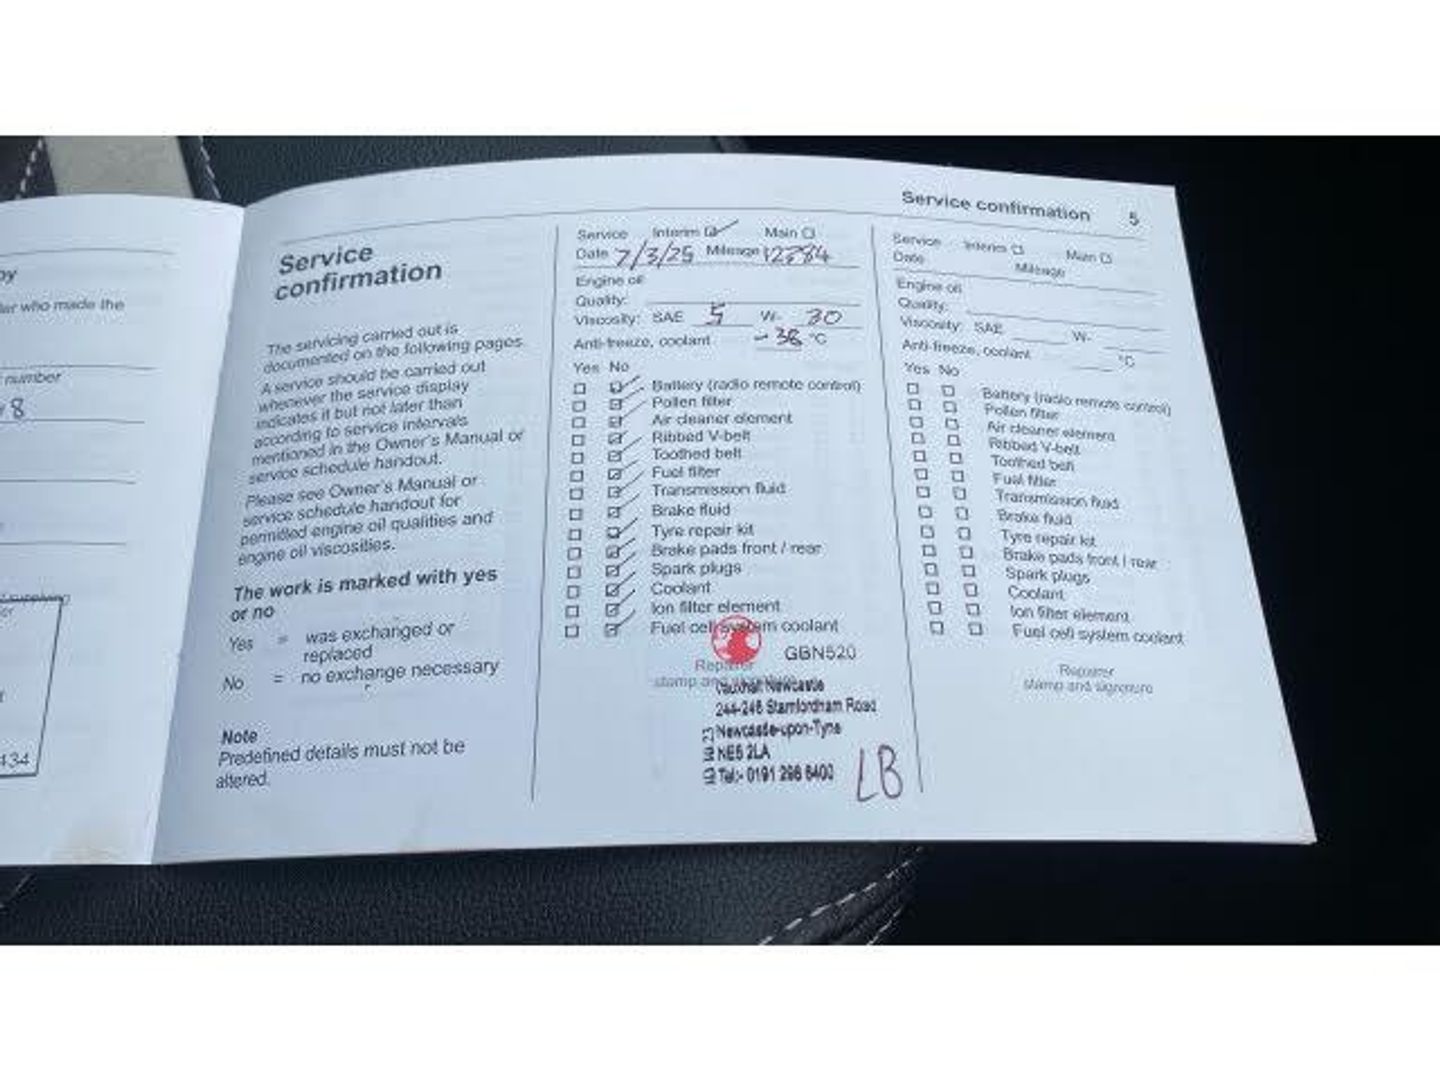 Service confirmation 5
er who made the
number
8
434
Service
confirmation
The servicing carried out is
documented on the following pages.
A service should be carried out
whenever the service display
indicates it but not later than
according to service intervals
mentioned in the Owner's Manual or
service schedule handout.
Please see Owner's Manual or
service schedule handout for
permitted engine oil qualities and
engine oil viscosities.
The work is marked with yes
or no
Yes = was exchanged or
replaced
No = no exchange necessary
Note
Predefined details must not be
altered.
Service Interim Main
Date 7/3/25 Mileage
Engine oil
Quality:
Viscosity: SAE 5 W- 30
Anti-freeze, coolant -38 °C
Yes No
Battery (radio remote control)
Pollen filter
Air cleaner element
Ribbed V-belt
Toothed belt
Fuel filter
Transmission fluid
Brake fluid
Tyre repair kit
Brake pads front / rear
Spark plugs
Coolant
Ion filter element
Fuel cell system coolant
GBN520
Repairer
stamp and signature
Vauxhall Newcastle
244-246 Stamfordham Road
Newcastle-upon-Tyne
NE5 2LA
Tel:- 0191 286 6400
LB
Service Interim Main
Date Mileage
Engine oil
Quality:
Viscosity: SAE W-
Anti-freeze, coolant °C
Yes No
Battery (radio remote control)
Pollen filter
Air cleaner element
Ribbed V-belt
Toothed belt
Fuel filter
Transmission fluid
Brake fluid
Tyre repair kit
Brake pads front / rear
Spark plugs
Coolant
Ion filter element
Fuel cell system coolant
Repairer
stamp and signature